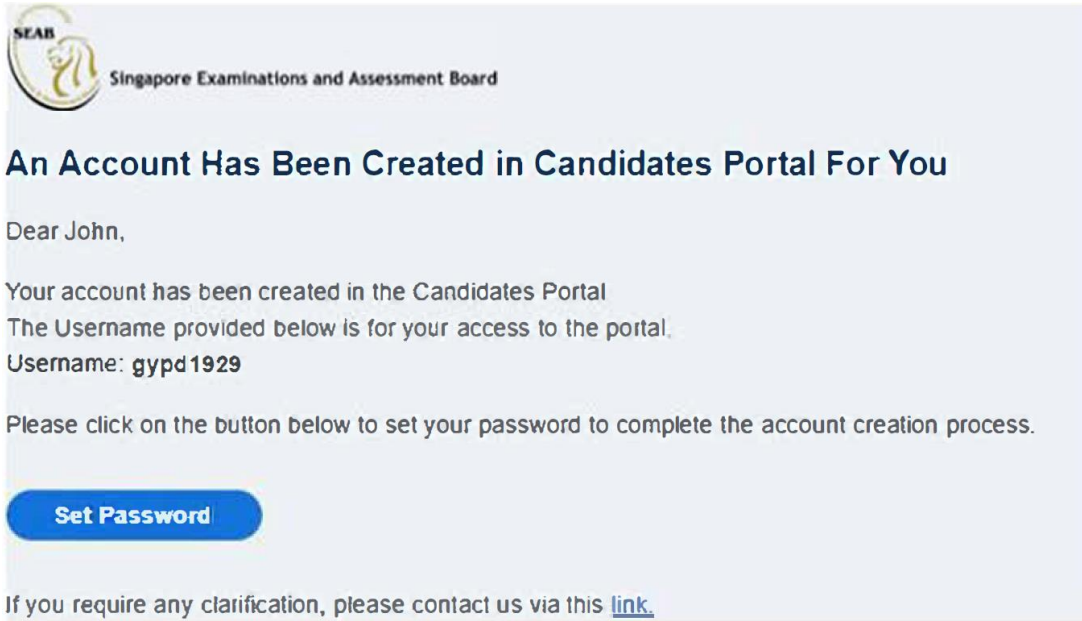 SEAB
Singapore Examinations and Assessment Board
An Account Has Been Created in Candidates Portal For You
Dear John,
Your account has been created in the Candidates Portal
The Username provided below is for your access to the portal.
Username: gypd1929
Please click on the button below to set your password to complete the account creation process.
Set Password
If you require any clarification, please contact us via this link.